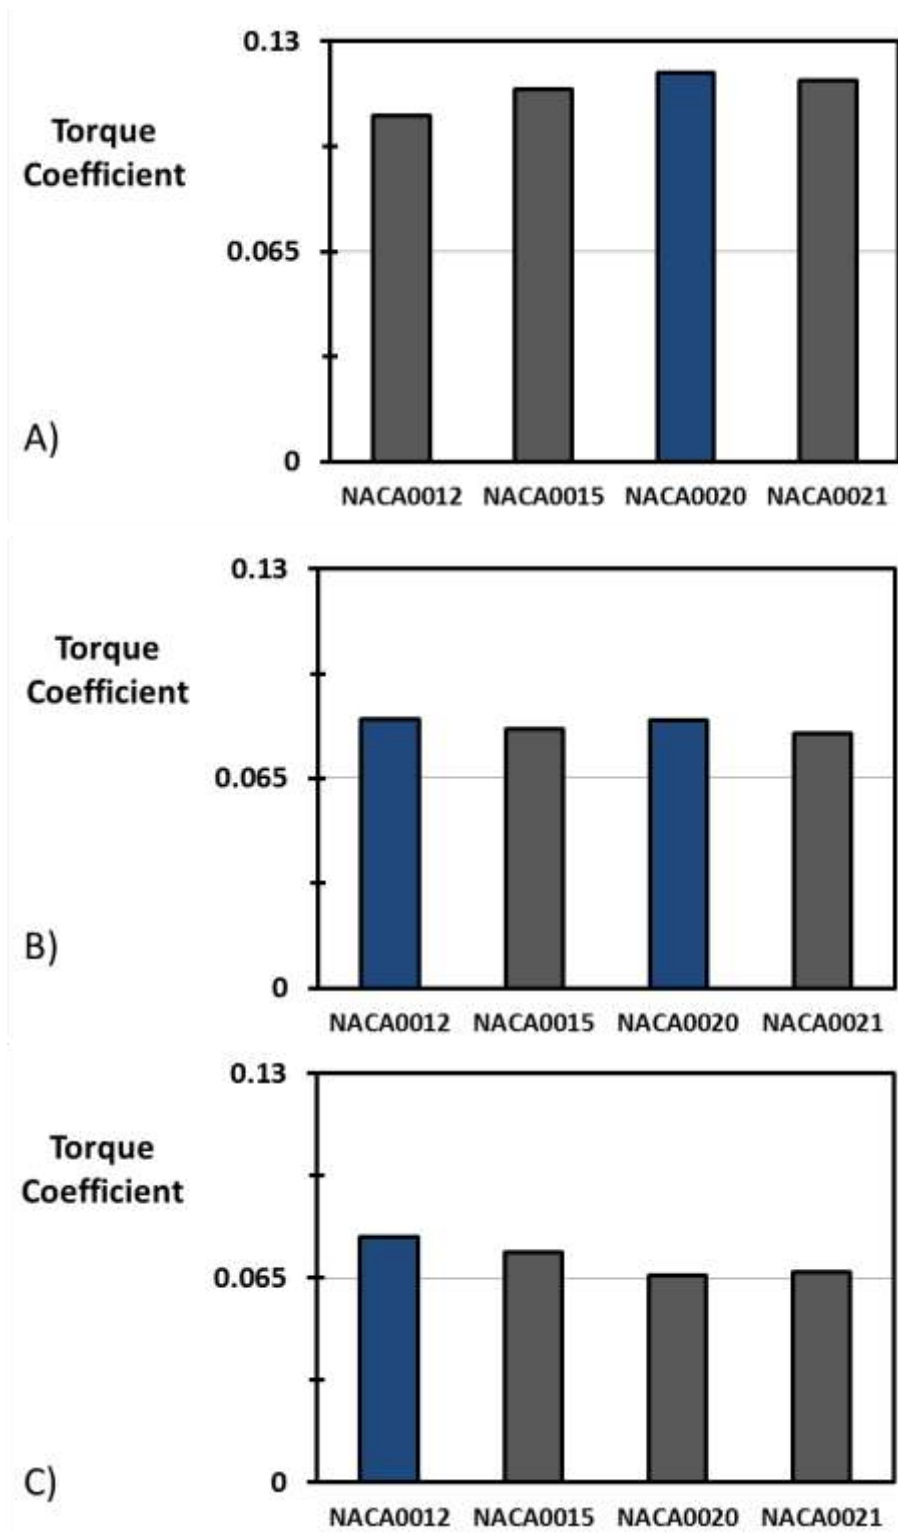 0.13
Torque
Coefficient
0.065
A)
0
NACA0012 NACA0015 NACA0020 NACA0021
0.13
Torque
Coefficient
0.065
B)
0
NACA0012 NACA0015 NACA0020 NACA0021
0.13
Torque
Coefficient
0.065
C)
0
NACA0012 NACA0015 NACA0020 NACA0021